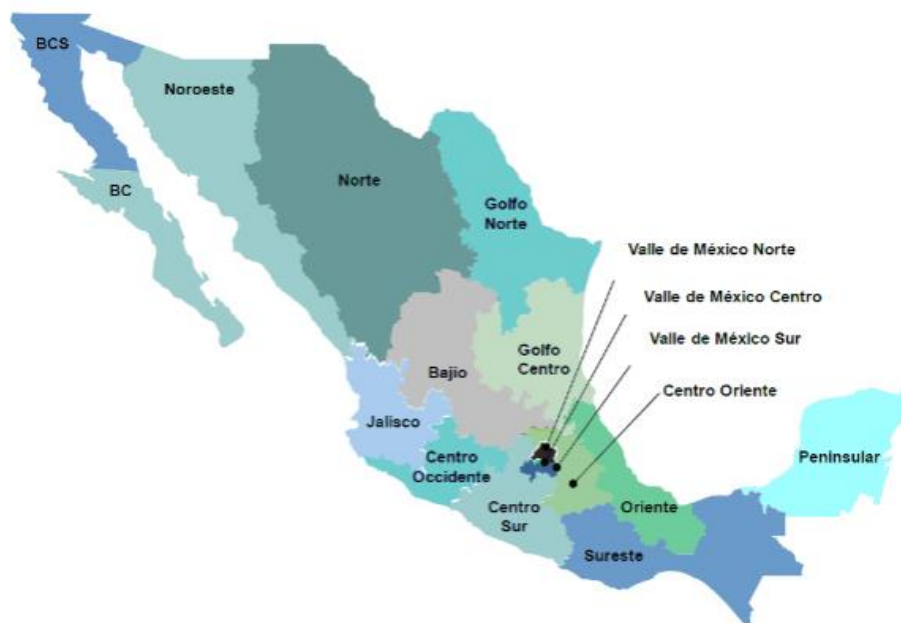 BCS
Noroeste
BC
Norte
Golfo
Norte
Valle de México Norte
Valle de México Centro
Valle de México Sur
Golfo
Centro
Bajio
Centro Oriente
Jalisco
Centro
Occidente
Peninsular
Centro
Sur
Oriente
Sureste